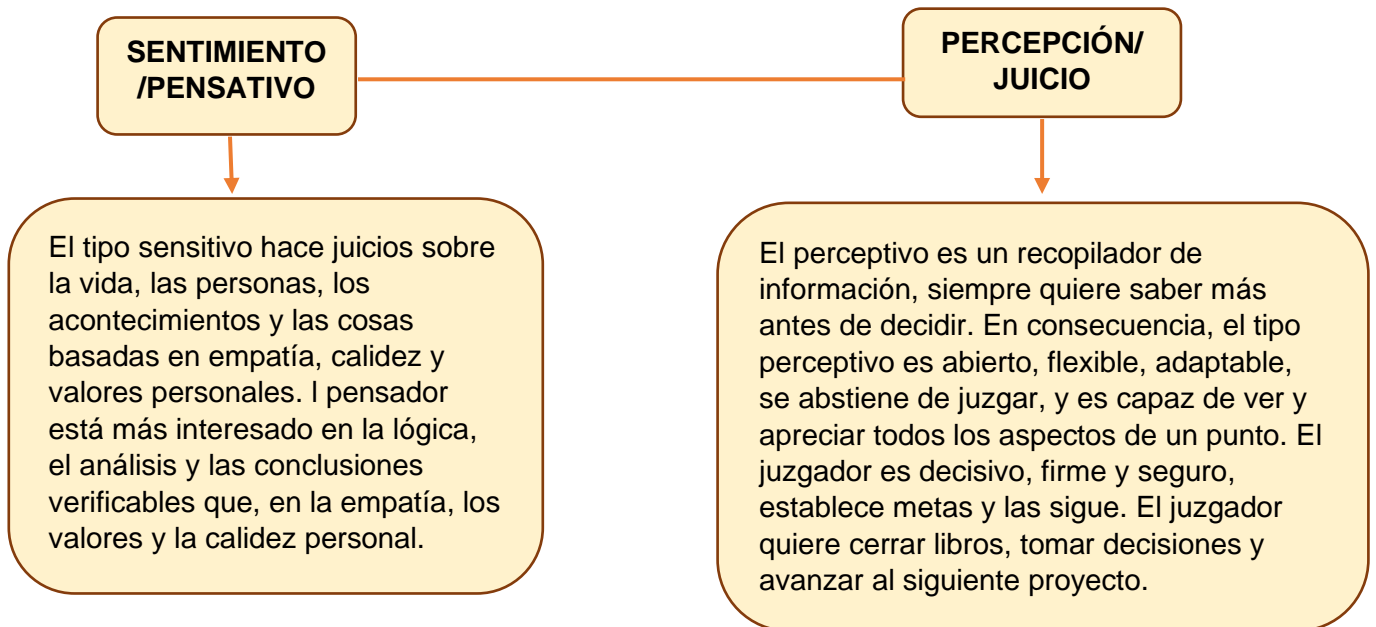 SENTIMIENTO
/PENSATIVO
El tipo sensitivo hace juicios sobre
la vida, las personas, los
acontecimientos y las cosas
basadas en empatía, calidez y
valores personales. l pensador
está más interesado en la lógica,
el análisis y las conclusiones
verificables que, en la empatía, los
valores y la calidez personal.
PERCEPCIÓN/
JUICIO
El perceptivo es un recopilador de
información, siempre quiere saber más
antes de decidir. En consecuencia, el tipo
perceptivo es abierto, flexible, adaptable,
se abstiene de juzgar, y es capaz de ver y
apreciar todos los aspectos de un punto. El
juzgador es decisivo, firme y seguro,
establece metas y las sigue. El juzgador
quiere cerrar libros, tomar decisiones y
avanzar al siguiente proyecto.